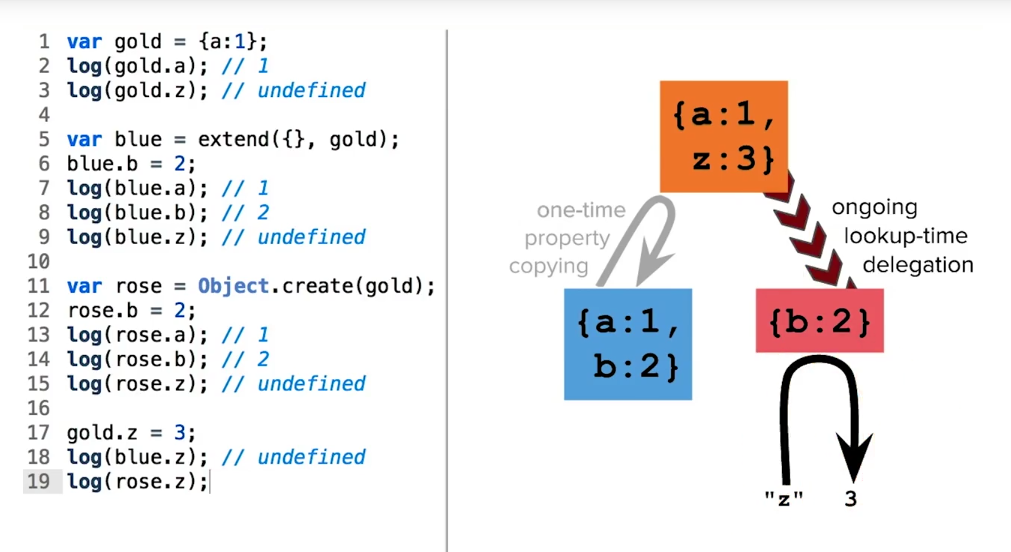 1 var gold = {a:1};
2 log(gold.a); // 1
3 log(gold.z); // undefined
4
5 var blue = extend({}, gold);
6 blue.b = 2;
7 log(blue.a); // 1
8 log(blue.b); // 2
9 log(blue.z); // undefined
10
11 var rose = Object.create(gold);
12 rose.b = 2;
13 log(rose.a); // 1
14 log(rose.b); // 2
15 log(rose.z); // undefined
16
17 gold.z = 3;
18 log(blue.z); // undefined
19 log(rose.z);
{a:1,
z:3}
one-time
property
copying
ongoing
lookup-time
delegation
{a:1,
b:2}
{b:2}
"z" 3